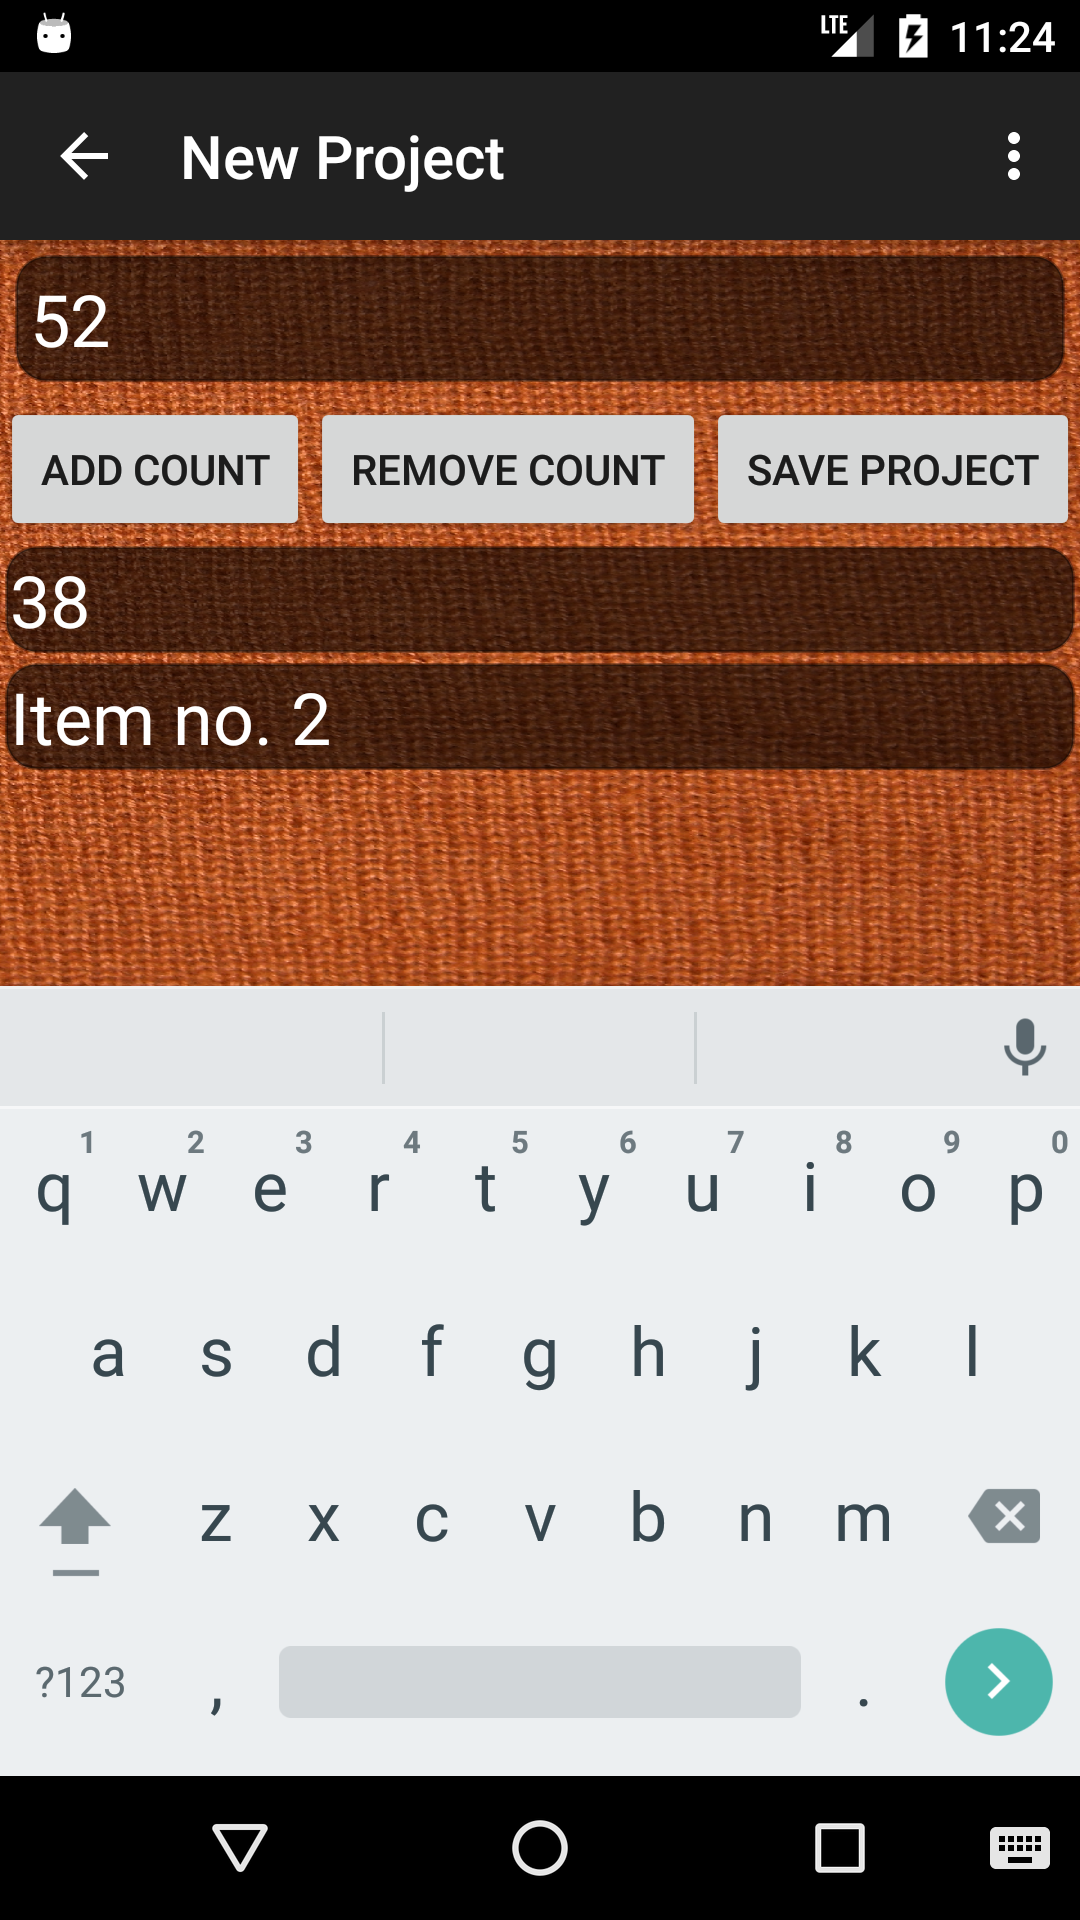 LTE 11:24
New Project
52
ADD COUNT REMOVE COUNT SAVE PROJECT
38
Item no. 2
1 2 3 4 5 6 7 8 9 0
q w e r t y u i o p
a s d f g h j k l
z x c v b n m
?123 , .